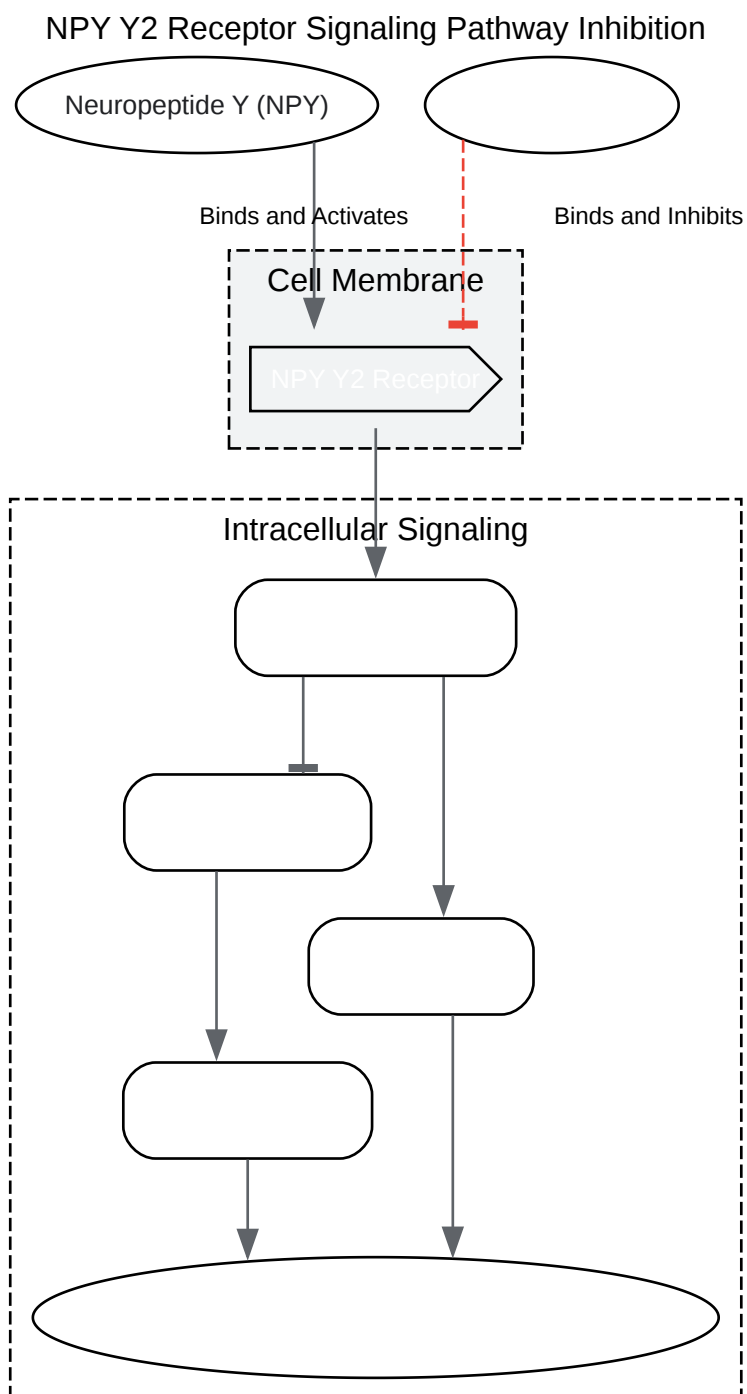 NPY Y2 Receptor Signaling Pathway Inhibition
Neuropeptide Y (NPY)
Binds and Activates
Binds and Inhibits
Cell Membrane
NPY Y2 Receptor
Intracellular Signaling